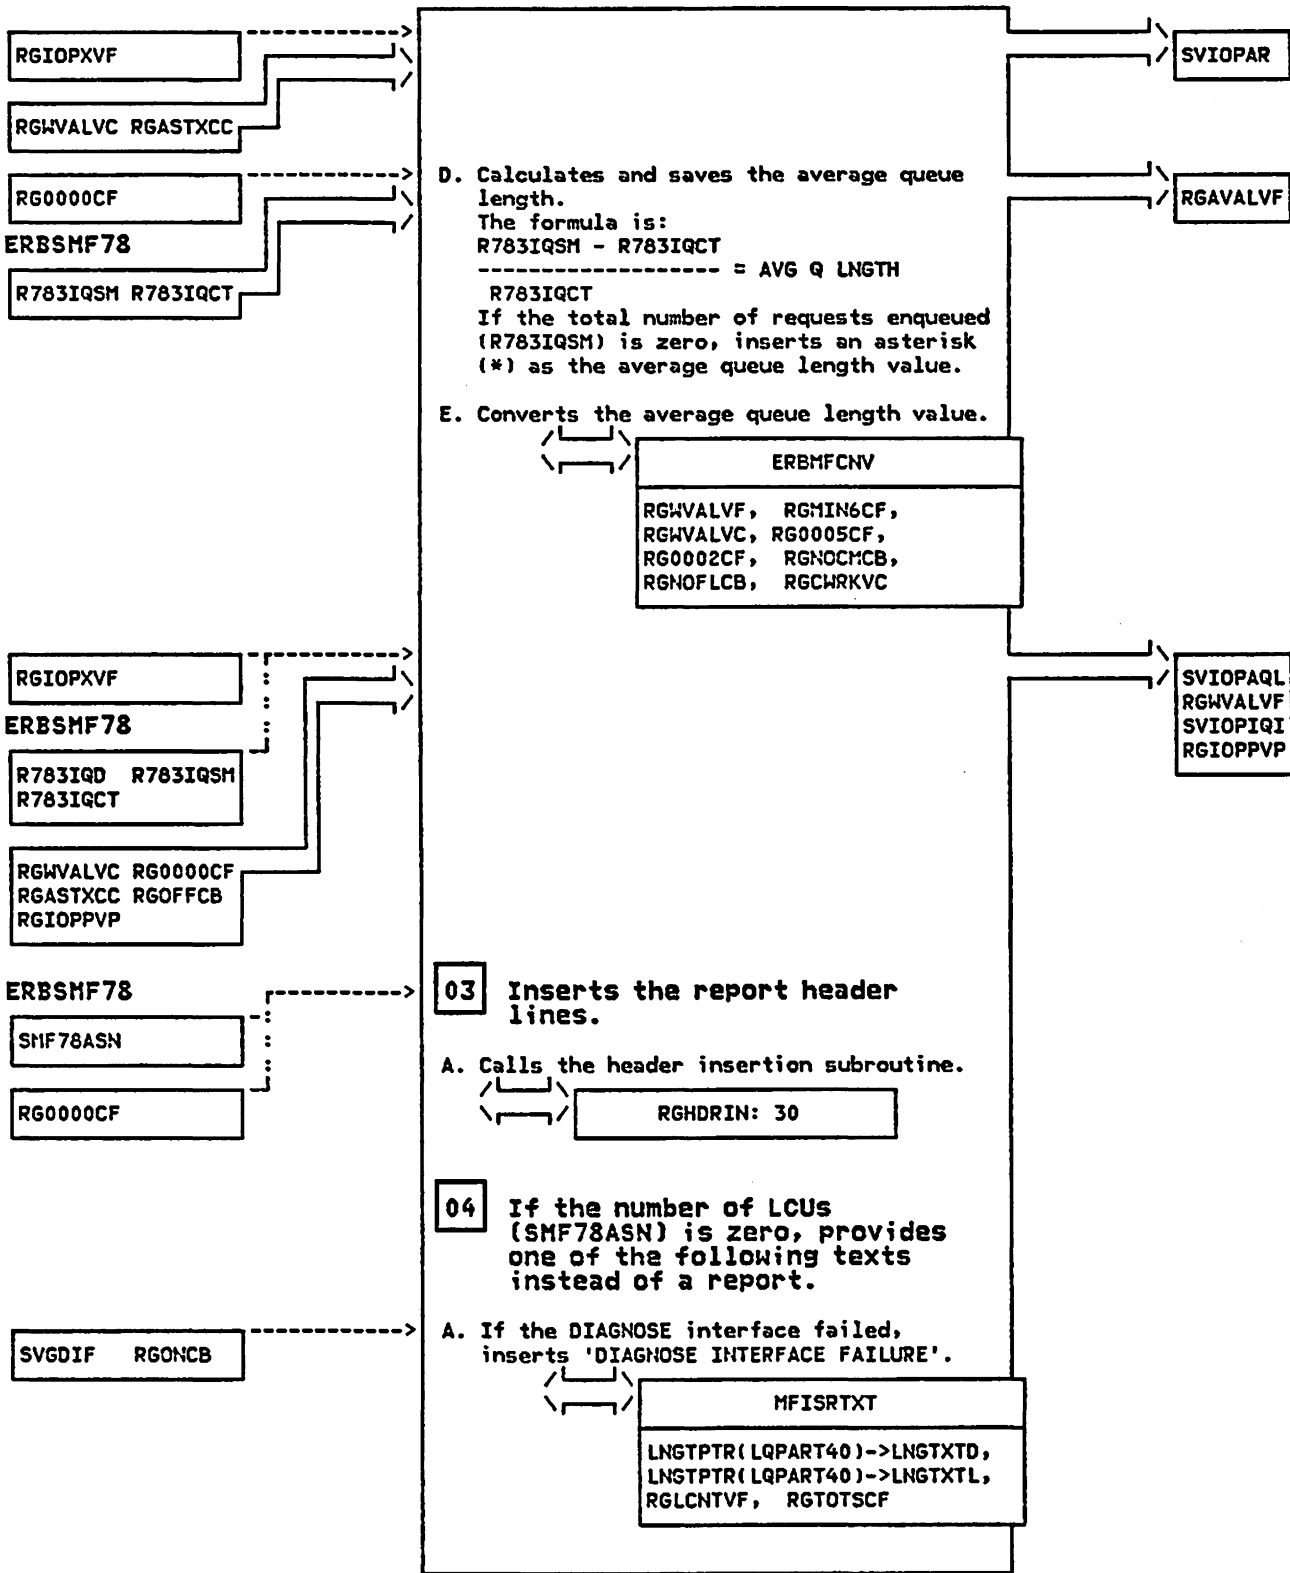 RGIOPXVF
SVIOPAR
RGWVALVC RGASTXCC
RG0000CF
D. Calculates and saves the average queue
length.
RGAVALVF
The formula is:
ERBSMF78
R783IQSM - R783IQCT
------------------- = AVG Q LNGTH
R783IQSM R783IQCT
R783IQCT
If the total number of requests enqueued
(R783IQSM) is zero, inserts an asterisk
(*) as the average queue length value.
E. Converts the average queue length value.
ERBMFCNV
RGWVALVF, RGMIN6CF,
RGWVALVC, RG0005CF,
RG0002CF, RGNOCMCB,
RGNOFLCB, RGCWRKVC
RGIOPXVF
SVIOPAQL
RGWVALVF
SVIOPIQI
RGIOPPVP
ERBSMF78
R783IQD R783IQSM
R783IQCT
RGWVALVC RG0000CF
RGASTXCC RGOFFCB
RGIOPPVP
ERBSMF78
03 Inserts the report header
lines.
SMF78ASN
A. Calls the header insertion subroutine.
RG0000CF
RGHDRIN: 30
04 If the number of LCUs
(SMF78ASN) is zero, provides
one of the following texts
instead of a report.
SVGDIF RGONCB
A. If the DIAGNOSE interface failed,
inserts 'DIAGNOSE INTERFACE FAILURE'.
MFISRTXT
LNGTPTR(LQPART40)->LNGTXTD,
LNGTPTR(LQPART40)->LNGTXTL,
RGLCNTVF, RGTOTSCF